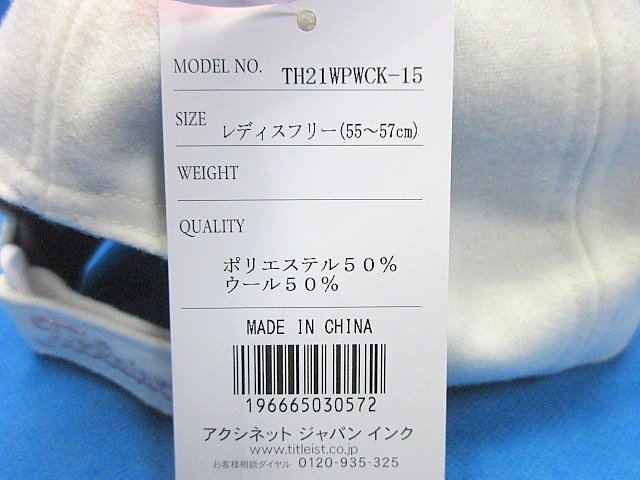 MODEL NO. TH21WPWCK-15
SIZE レディスフリー(55〜57cm)
WEIGHT
QUALITY
ポリエステル50%
ウール50%
MADE IN CHINA
196665030572
アクシネット ジャパン インク
www.titleist.co.jp
お客様相談ダイヤル 0120-935-325
Titleist